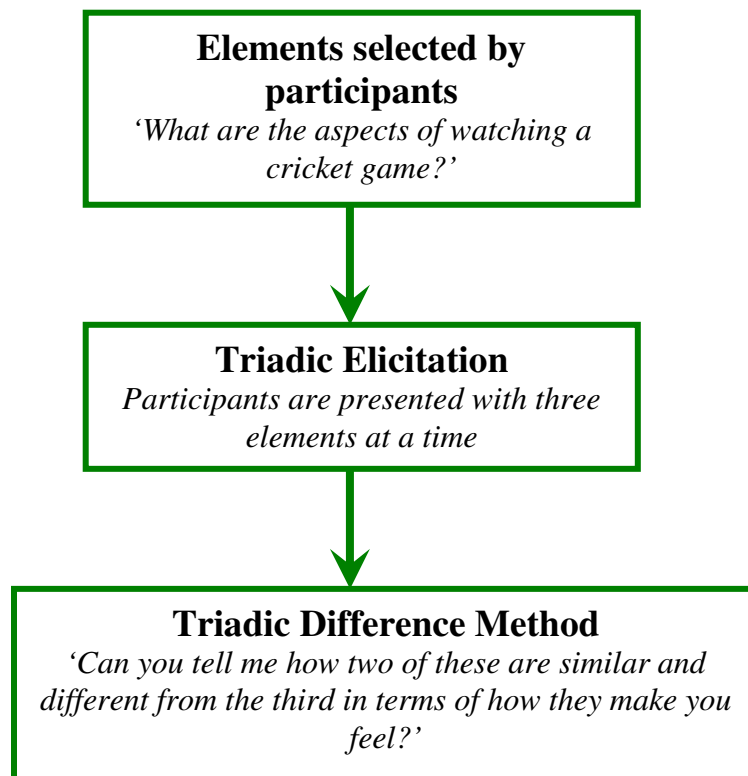 Elements selected by
participants
‘What are the aspects of watching a
cricket game?’
Triadic Elicitation
Participants are presented with three
elements at a time
Triadic Difference Method
‘Can you tell me how two of these are similar and
different from the third in terms of how they make you
feel?’